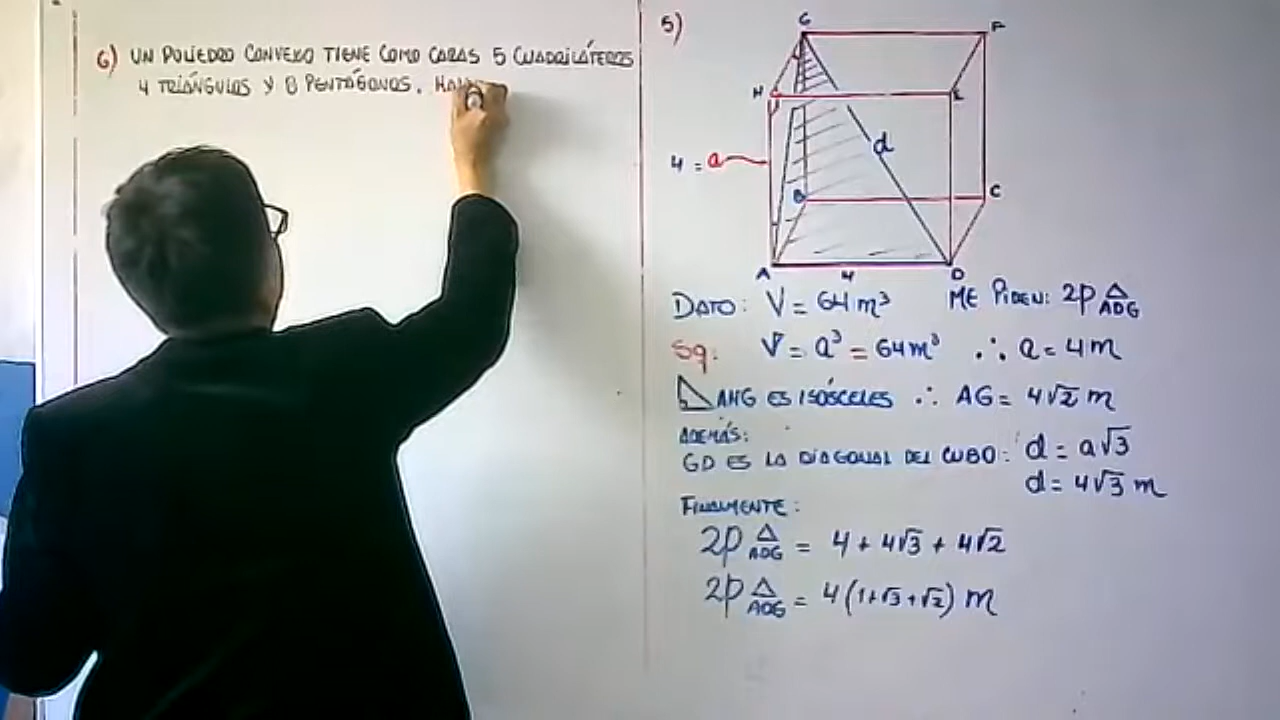 6) UN POLIEDRO CONVEXO TIENE COMO CARAS 5 CUADRILÁTEROS
4 TRIÁNGULOS Y 8 PENTÁGONOS.
5)
G F
H E
4 = a
d
B C
A 4 D
DATO: V = 64 m³ ME PIDEN: 2p △ ADG
Sq: V = a³ = 64 m³ ∴ a = 4 m
AHG ES ISÓSCELES ∴ AG = 4√2 m
ADEMÁS:
GD ES LA DIAGONAL DEL CUBO: d = a√3
d = 4√3 m
FINALMENTE:
2p △ ADG = 4 + 4√3 + 4√2
2p △ ADG = 4(1+√3+√2) m